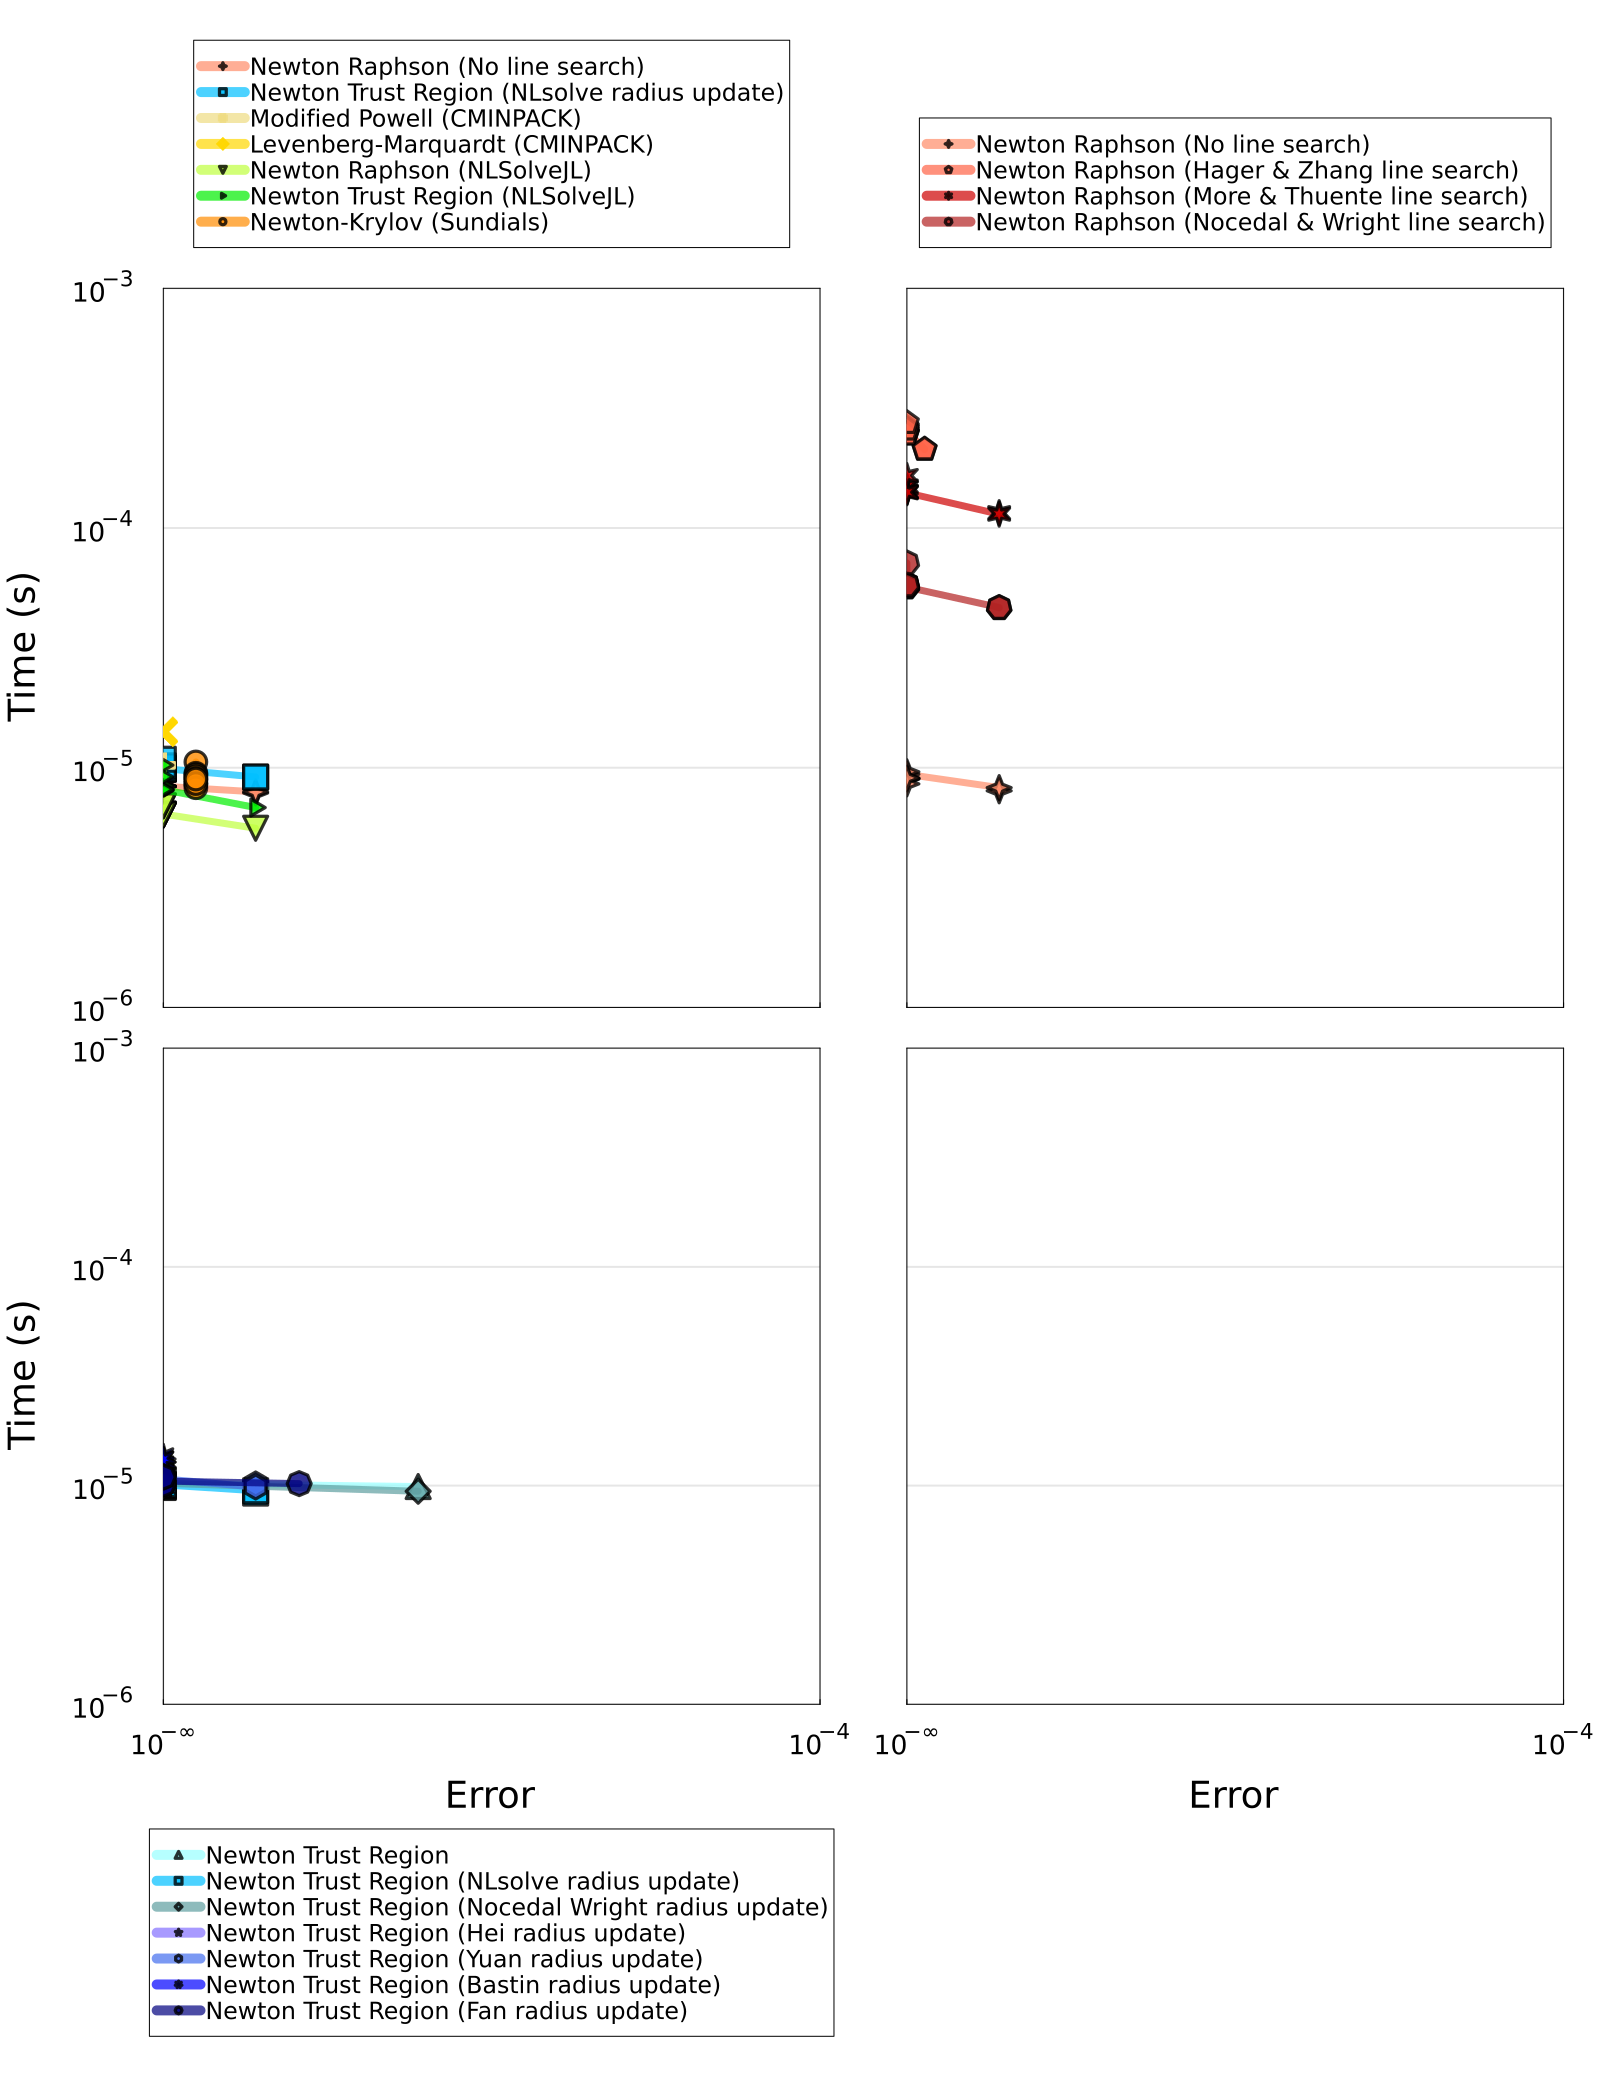 Newton Raphson (No line search)
Newton Trust Region (NLsolve radius update)
Modified Powell (CMINPACK)
Levenberg-Marquardt (CMINPACK)
Newton Raphson (NLSolveJL)
Newton Trust Region (NLSolveJL)
Newton-Krylov (Sundials)
Newton Raphson (No line search)
Newton Raphson (Hager & Zhang line search)
Newton Raphson (More & Thuente line search)
Newton Raphson (Nocedal & Wright line search)
10⁻³
10⁻⁴
10⁻⁵
10⁻⁶
Time (s)
10⁻³
10⁻⁴
10⁻⁵
10⁻⁶
Time (s)
10^−∞
10⁻⁴
10^−∞
10⁻⁴
Error
Error
Newton Trust Region
Newton Trust Region (NLsolve radius update)
Newton Trust Region (Nocedal Wright radius update)
Newton Trust Region (Hei radius update)
Newton Trust Region (Yuan radius update)
Newton Trust Region (Bastin radius update)
Newton Trust Region (Fan radius update)